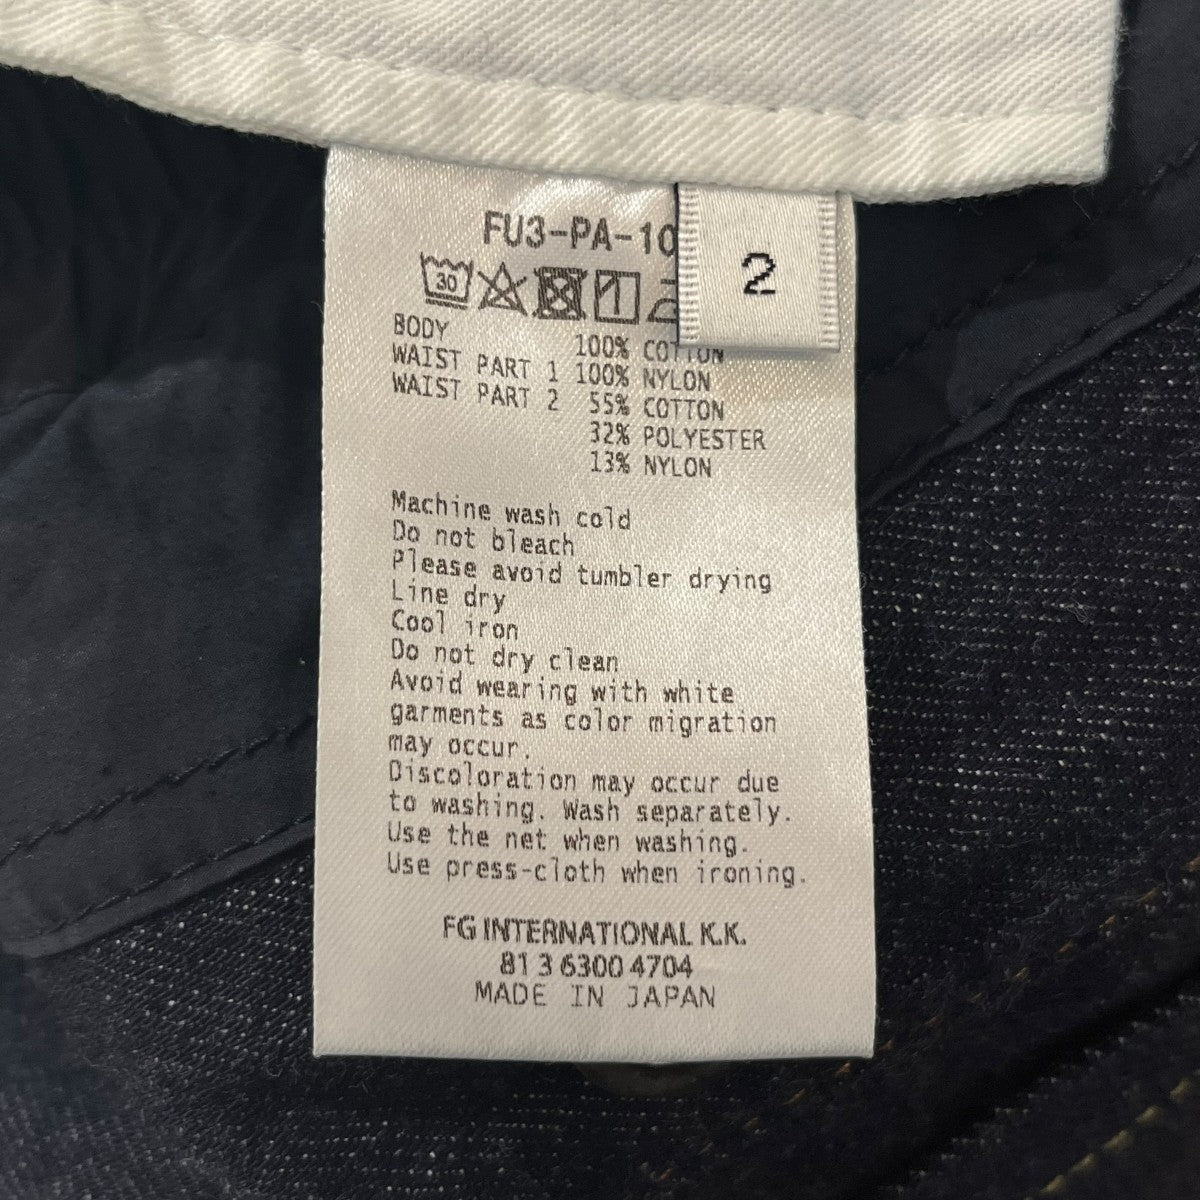 FU3-PA-10
2
30
BODY 100% COTTON
WAIST PART 1 100% NYLON
WAIST PART 2 55% COTTON
32% POLYESTER
13% NYLON
Machine wash cold
Do not bleach
Please avoid tumbler drying
Line dry
Cool iron
Do not dry clean
Avoid wearing with white
garments as color migration
may occur.
Discoloration may occur due
to washing. Wash separately.
Use the net when washing.
Use press-cloth when ironing.
FG INTERNATIONAL K.K.
81 3 6300 4704
MADE IN JAPAN